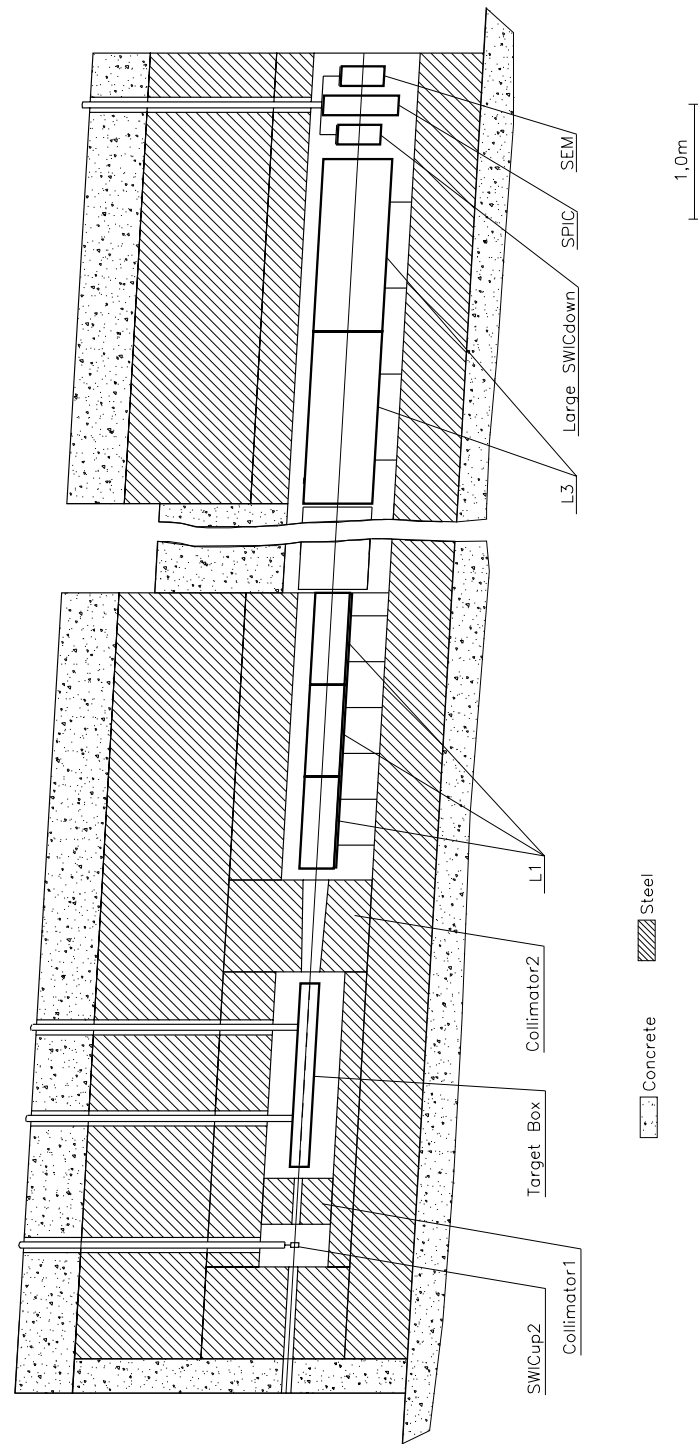 SEM
SPIC
Large SWICdown
L3
L1
Collimator2
Target Box
Collimator1
SWICup2
1,0m
Steel
Concrete